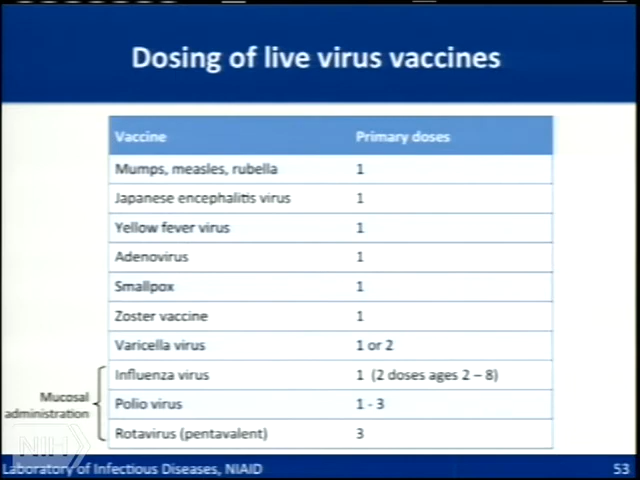 Dosing of live virus vaccines
Vaccine Primary doses
Mumps, measles, rubella 1
Japanese encephalitis virus 1
Yellow fever virus 1
Adenovirus 1
Smallpox 1
Zoster vaccine 1
Varicella virus 1 or 2
Influenza virus 1 (2 doses ages 2 – 8)
Mucosal
administration
Polio virus 1 - 3
Rotavirus (pentavalent) 3
NIH
Laboratory of Infectious Diseases, NIAID 53